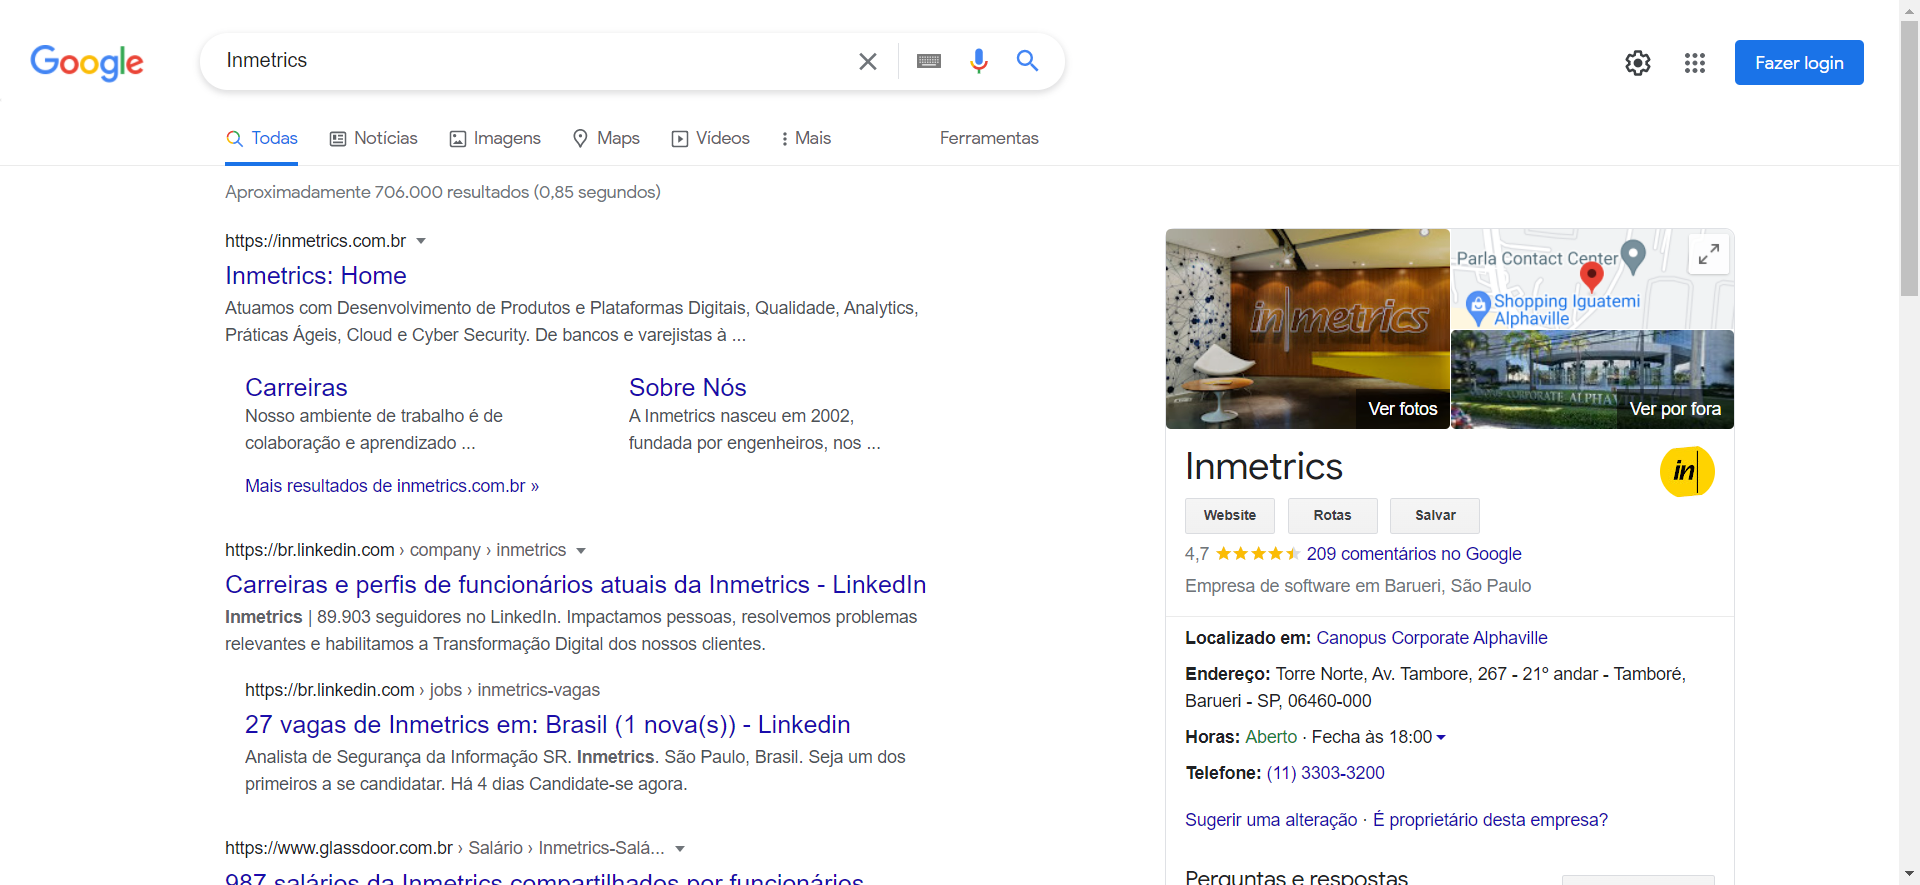 Google
Inmetrics
Fazer login
Todas
Notícias
Imagens
Maps
Vídeos
Mais
Ferramentas
Aproximadamente 706.000 resultados (0,85 segundos)
https://inmetrics.com.br
Inmetrics: Home
Atuamos com Desenvolvimento de Produtos e Plataformas Digitais, Qualidade, Analytics,
Práticas Ágeis, Cloud e Cyber Security. De bancos e varejistas à ...
Carreiras
Nosso ambiente de trabalho é de
colaboração e aprendizado ...
Sobre Nós
A Inmetrics nasceu em 2002,
fundada por engenheiros, nos ...
Mais resultados de inmetrics.com.br »
https://br.linkedin.com › company › inmetrics
Carreiras e perfis de funcionários atuais da Inmetrics - LinkedIn
Inmetrics | 89.903 seguidores no LinkedIn. Impactamos pessoas, resolvemos problemas
relevantes e habilitamos a Transformação Digital dos nossos clientes.
https://br.linkedin.com › jobs › inmetrics-vagas
27 vagas de Inmetrics em: Brasil (1 nova(s)) - Linkedin
Analista de Segurança da Informação SR. Inmetrics. São Paulo, Brasil. Seja um dos
primeiros a se candidatar. Há 4 dias Candidate-se agora.
https://www.glassdoor.com.br › Salário › Inmetrics-Salá...
987 salários da Inmetrics compartilhados por funcionários
in|metrics
Ver fotos
Parla Contact Center
Shopping Iguatemi
Alphaville
CORPORATE ALPHAVILLE
Ver por fora
Inmetrics
in|
Website
Rotas
Salvar
4,7 209 comentários no Google
Empresa de software em Barueri, São Paulo
Localizado em: Canopus Corporate Alphaville
Endereço: Torre Norte, Av. Tambore, 267 - 21º andar - Tamboré,
Barueri - SP, 06460-000
Horas: Aberto · Fecha às 18:00
Telefone: (11) 3303-3200
Sugerir uma alteração · É proprietário desta empresa?
Perguntas e respostas